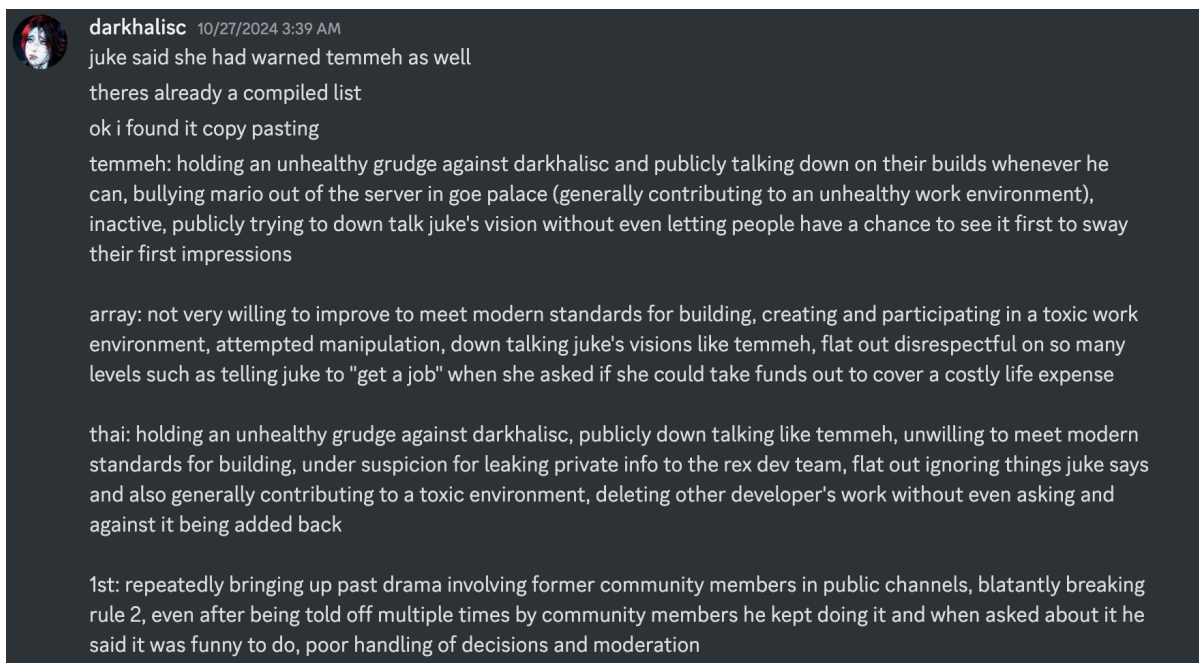 darkhalisc 10/27/2024 3:39 AM
juke said she had warned temmeh as well
theres already a compiled list
ok i found it copy pasting
temmeh: holding an unhealthy grudge against darkhalisc and publicly talking down on their builds whenever he
can, bullying mario out of the server in goe palace (generally contributing to an unhealthy work environment),
inactive, publicly trying to down talk juke's vision without even letting people have a chance to see it first to sway
their first impressions
array: not very willing to improve to meet modern standards for building, creating and participating in a toxic work
environment, attempted manipulation, down talking juke's visions like temmeh, flat out disrespectful on so many
levels such as telling juke to "get a job" when she asked if she could take funds out to cover a costly life expense
thai: holding an unhealthy grudge against darkhalisc, publicly down talking like temmeh, unwilling to meet modern
standards for building, under suspicion for leaking private info to the rex dev team, flat out ignoring things juke says
and also generally contributing to a toxic environment, deleting other developer's work without even asking and
against it being added back
1st: repeatedly bringing up past drama involving former community members in public channels, blatantly breaking
rule 2, even after being told off multiple times by community members he kept doing it and when asked about it he
said it was funny to do, poor handling of decisions and moderation